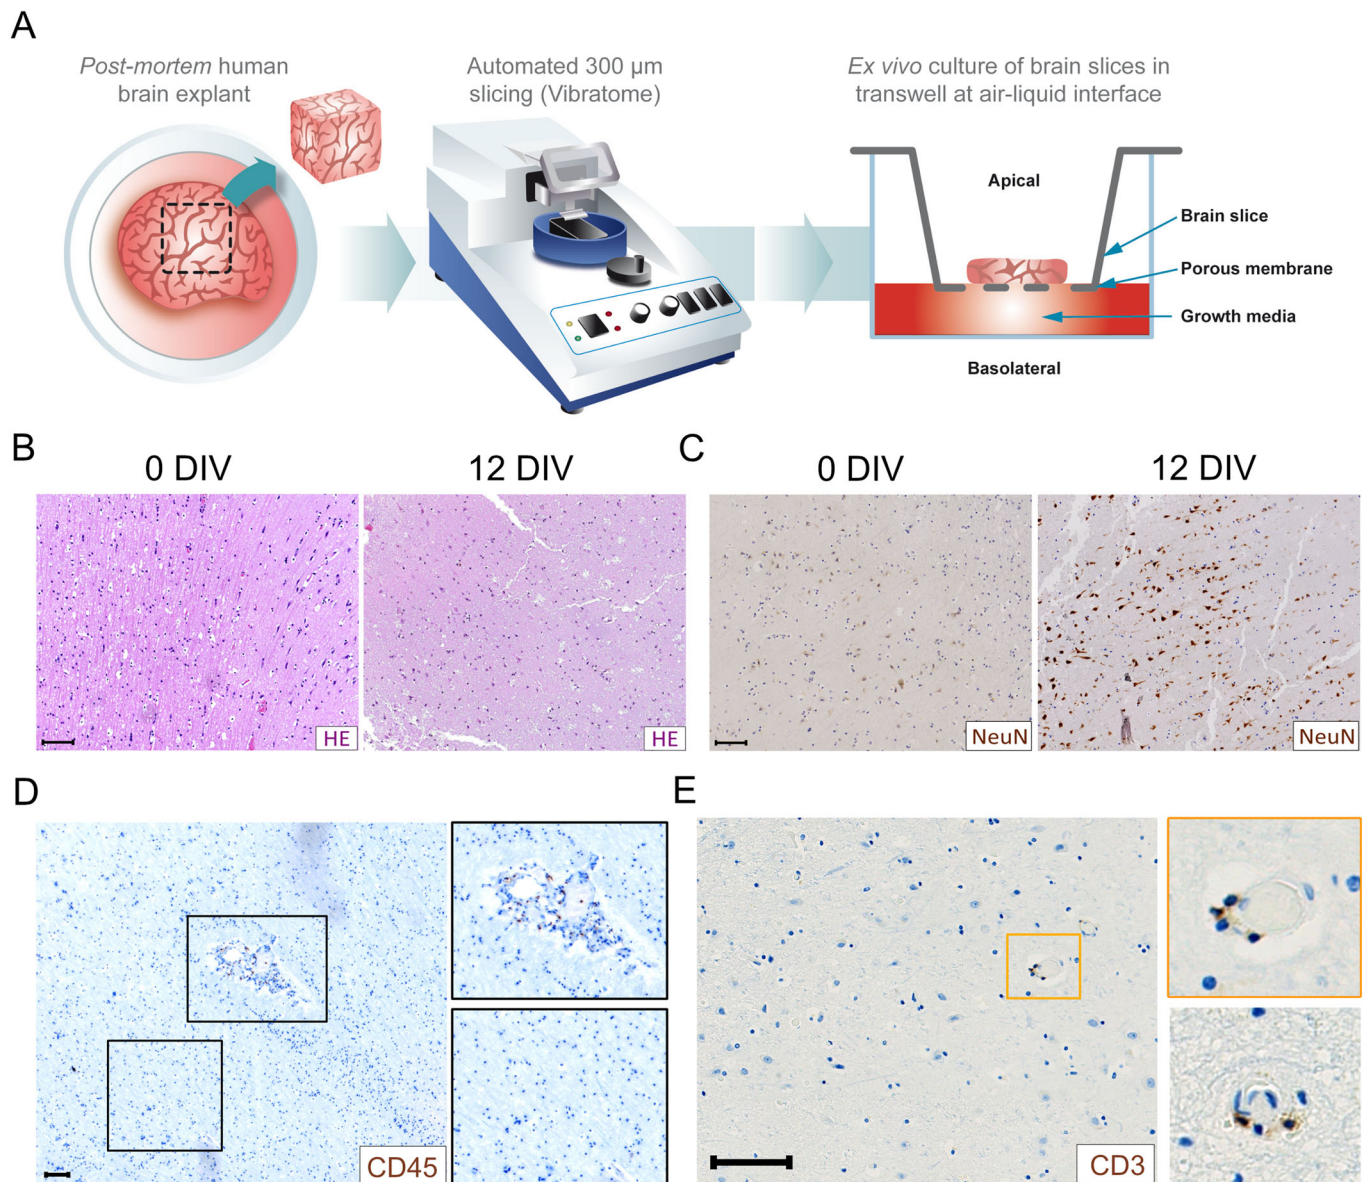 A
Post-mortem human
brain explant
Automated 300 µm
slicing (Vibratome)
Ex vivo culture of brain slices in
transwell at air-liquid interface
Apical
Brain slice
Porous membrane
Growth media
Basolateral
B
0 DIV
12 DIV
HE
HE
C
0 DIV
12 DIV
NeuN
NeuN
D
CD45
E
CD3